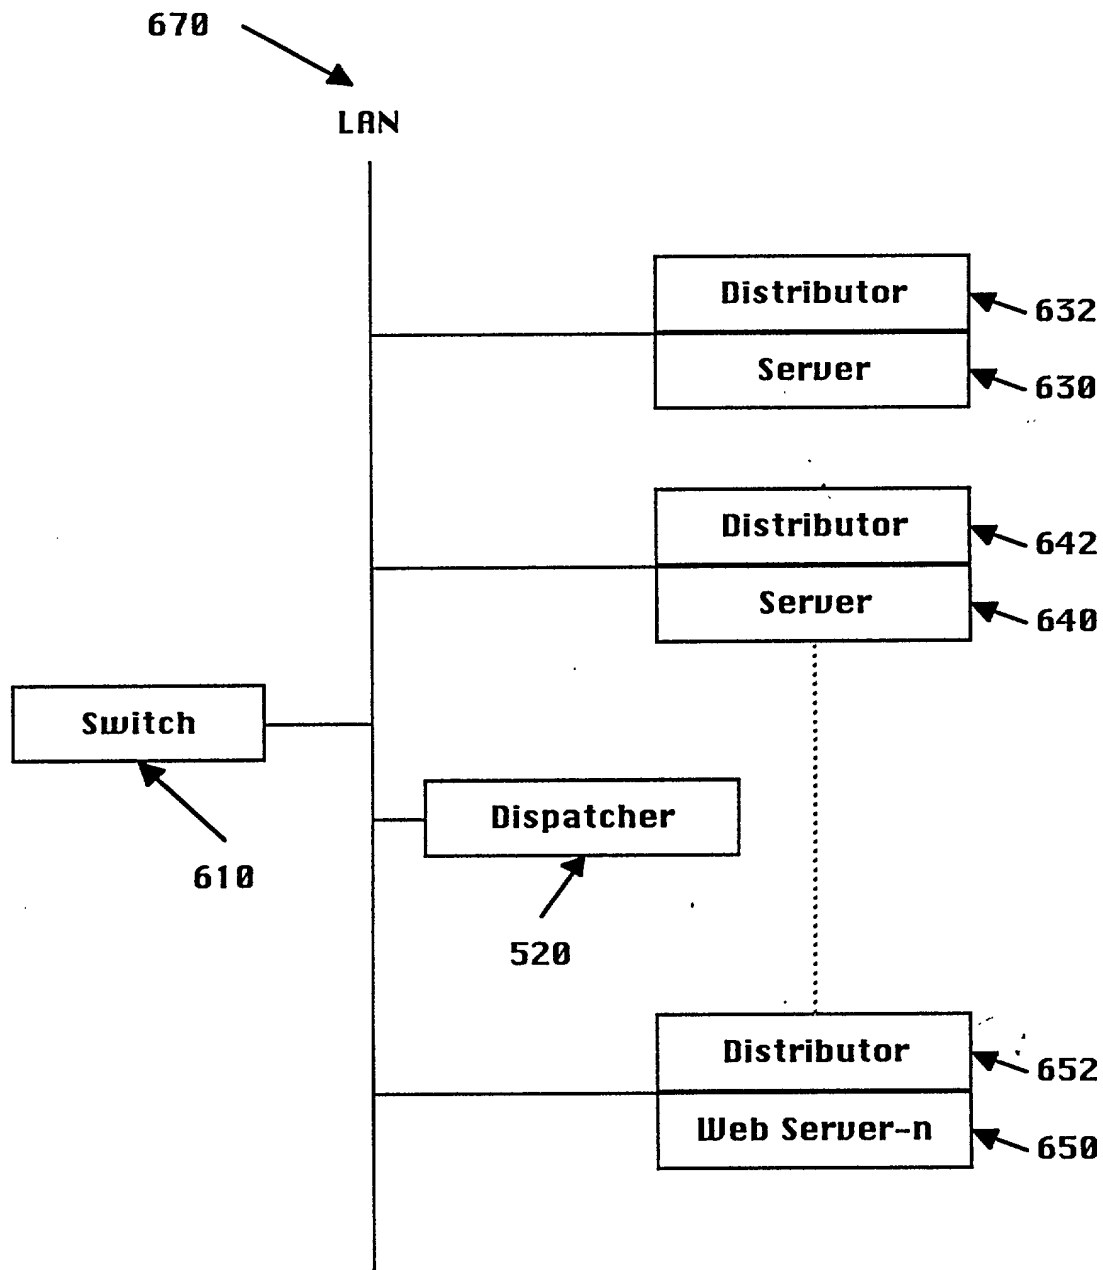 670
LAN
Distributor
632
Server
630
Distributor
642
Server
640
Switch
610
Dispatcher
520
Distributor
652
Web Server-n
650